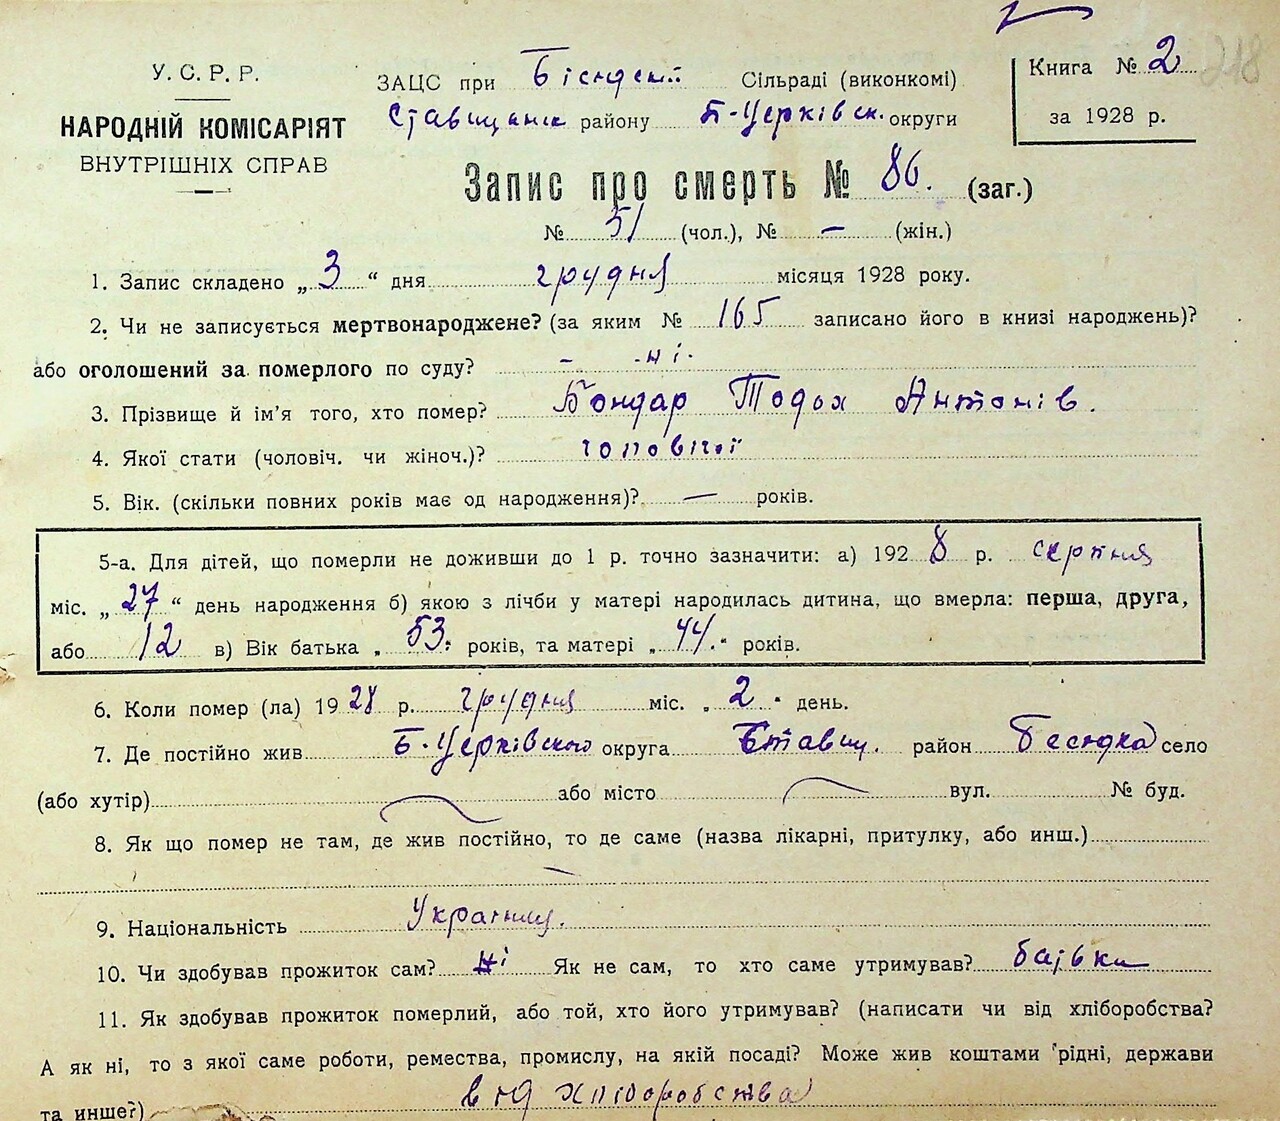 У. С. Р. Р.
НАРОДНІЙ КОМІСАРІЯТ
ВНУТРІШНІХ СПРАВ
ЗАЦС при Бісідскій Сільраді (виконкомі)
Ставищанск району Б-Церківськ. округи
Книга № 2
218
за 1928 р.
Запис про смерть № 86. (заг.)
№ 51 (чол.), № — (жін.)
1. Запис складено „ 3 “ дня грудня місяця 1928 року.
2. Чи не записується мертвонароджене? (за яким № 165 записано його в книзі народжень)?
або оголошений за померлого по суду? - -ні-
3. Прізвище й ім'я того, хто помер? Бондар Тодох Антонів.
4. Якої стати (чоловіч. чи жіноч.)? чоловічої
5. Вік. (скільки повних років має од народження)? — років.
5-а. Для дітей, що померли не доживши до 1 р. точно зазначити: а) 192 8 р. серпня
міс. „ 27 “ день народження б) якою з лічби у матері народилась дитина, що вмерла: перша, друга,
або 12 в) Вік батька „ 53. “ років, та матері „ 44. “ років.
6. Коли помер (ла) 19 28 р. грудня міс. „ 2 “ день.
7. Де постійно жив Б-Церківського округа Ставищ. район Бесідка село
(або хутір) або місто вул. № буд.
8. Як що помер не там, де жив постійно, то де саме (назва лікарні, притулку, або инш.)
—
9. Національність Українец.
10. Чи здобував прожиток сам? ні Як не сам, то хто саме утримував? батьки
11. Як здобував прожиток померлий, або той, хто його утримував? (написати чи від хліборобства?
А як ні, то з якої саме роботи, ремества, промислу, на якій посаді? Може жив коштами рідні, держави
та инше?) від хліборобства